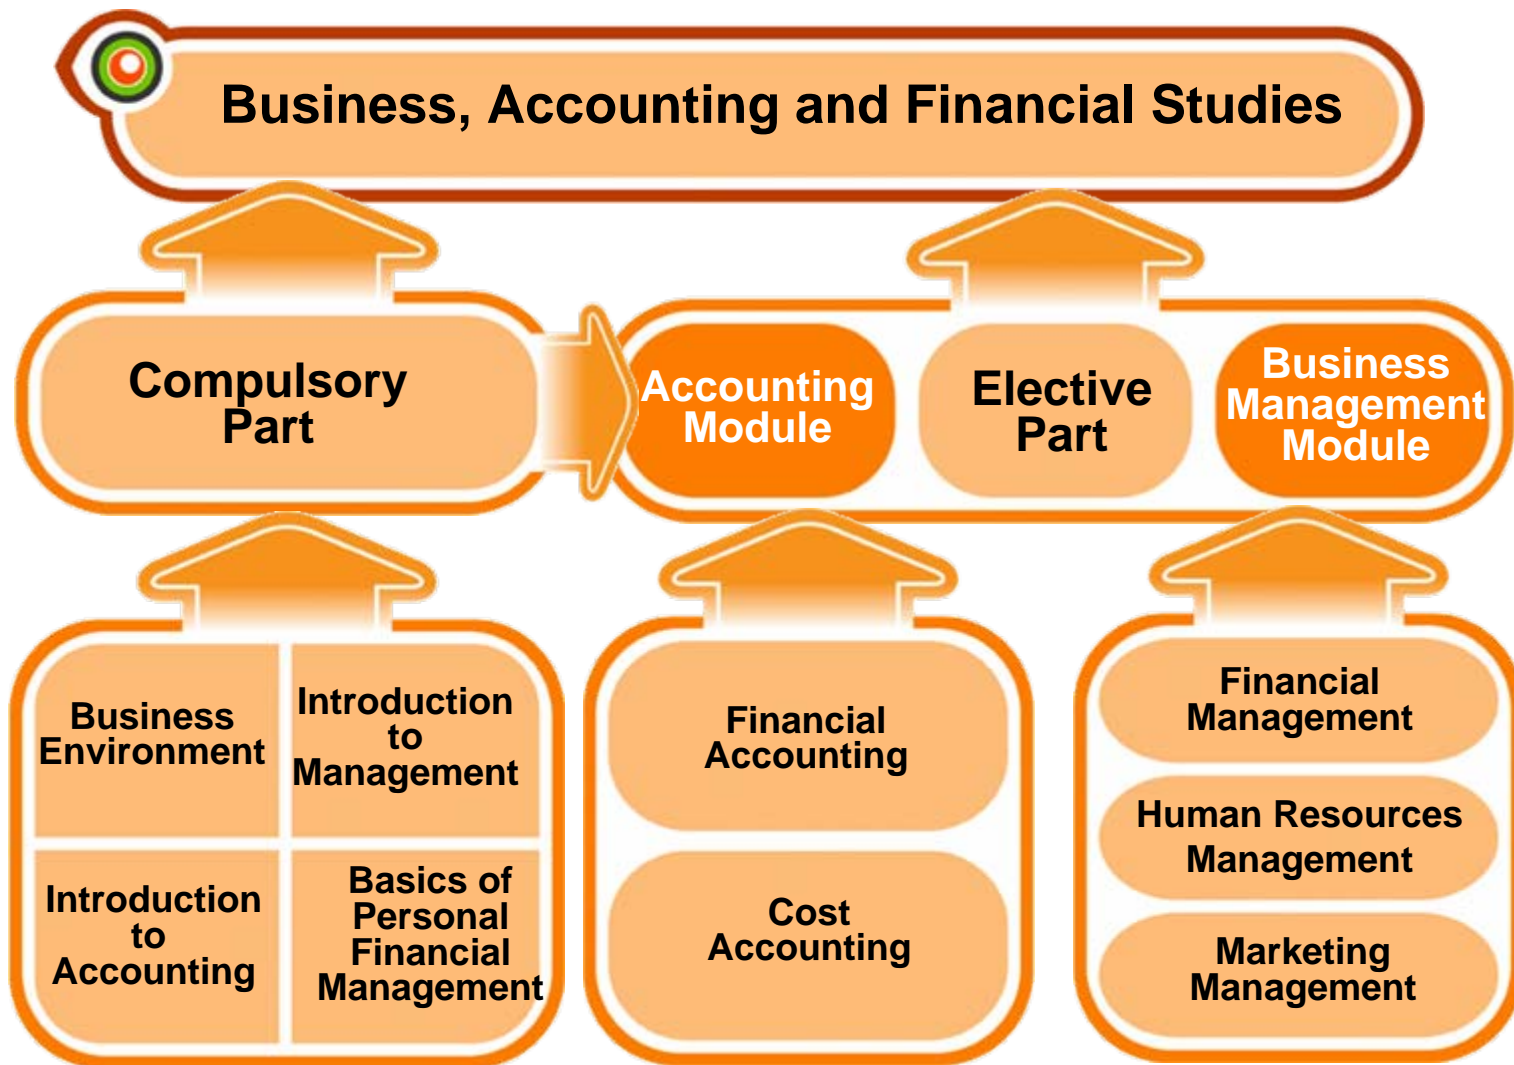 Business, Accounting and Financial Studies
Compulsory
Part
Accounting
Module
Elective
Part
Business
Management
Module
Business
Environment
Introduction
to
Management
Introduction
to
Accounting
Basics of
Personal
Financial
Management
Financial
Accounting
Cost
Accounting
Financial
Management
Human Resources
Management
Marketing
Management